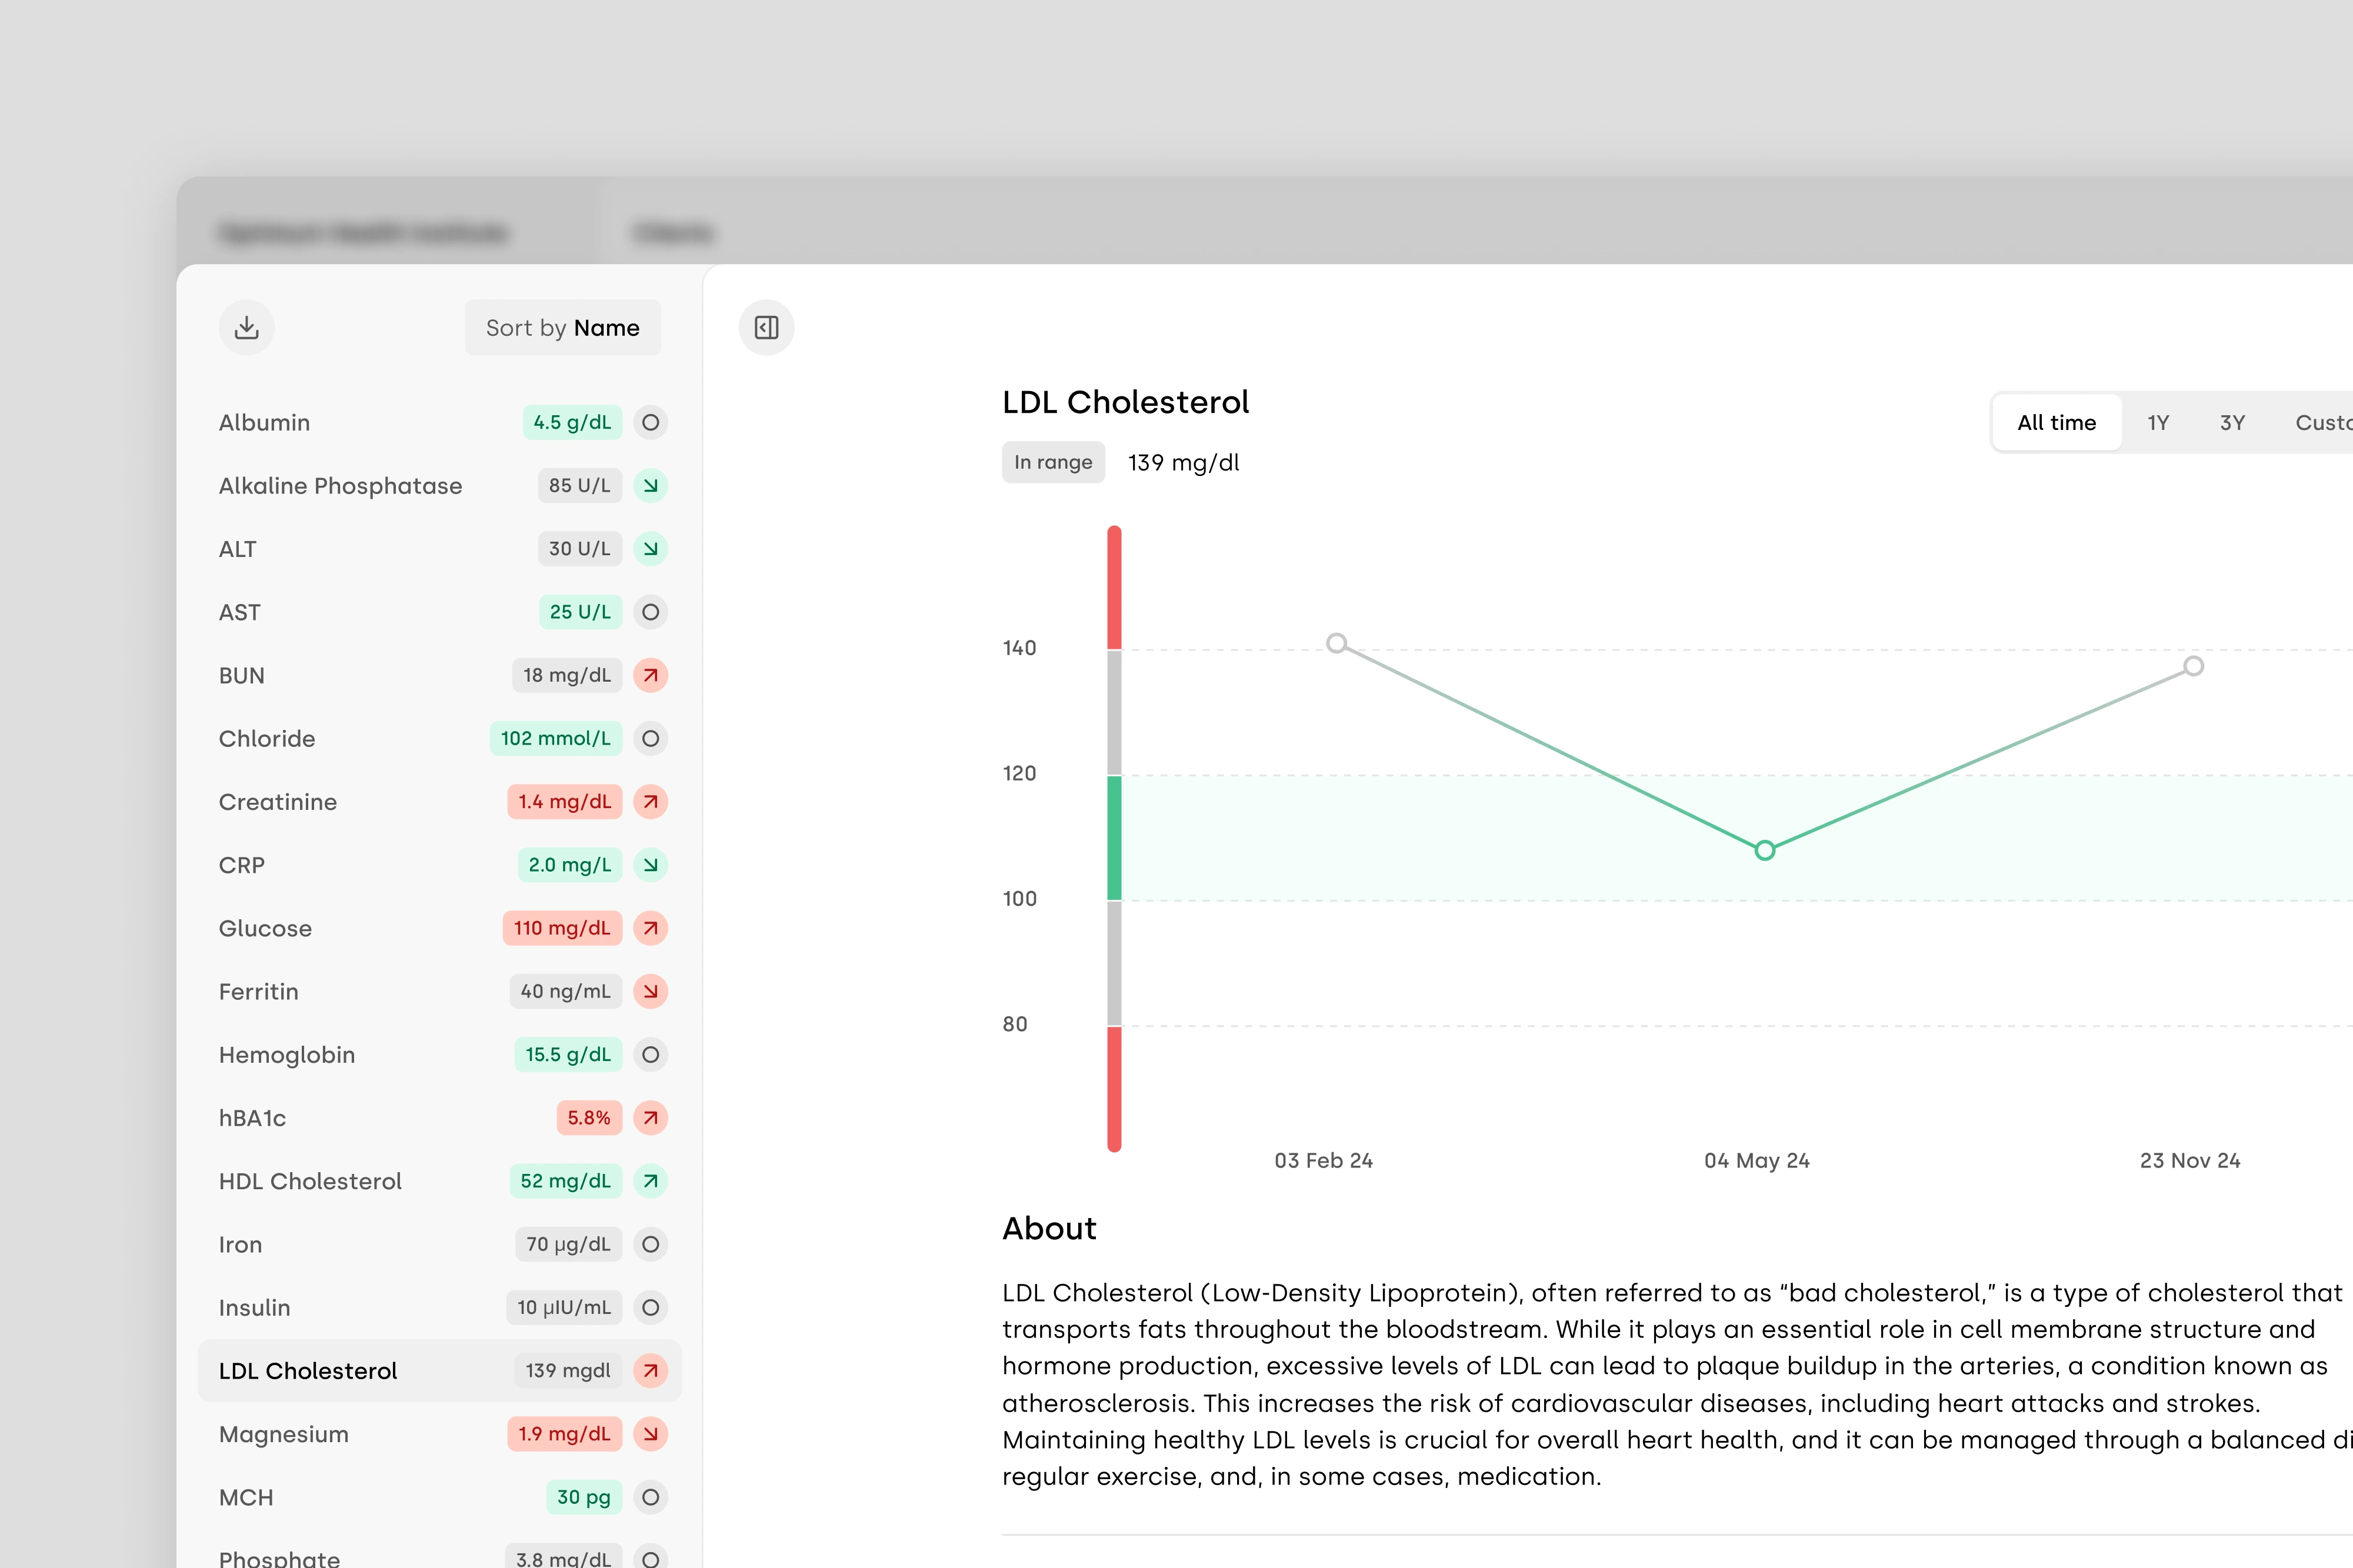 Optimum Health Institute
Clients
Sort by Name
Albumin 4.5 g/dL
Alkaline Phosphatase 85 U/L
ALT 30 U/L
AST 25 U/L
BUN 18 mg/dL
Chloride 102 mmol/L
Creatinine 1.4 mg/dL
CRP 2.0 mg/L
Glucose 110 mg/dL
Ferritin 40 ng/mL
Hemoglobin 15.5 g/dL
hBA1c 5.8%
HDL Cholesterol 52 mg/dL
Iron 70 µg/dL
Insulin 10 µIU/mL
LDL Cholesterol 139 mgdl
Magnesium 1.9 mg/dL
MCH 30 pg
Phosphate 3.8 mg/dL
LDL Cholesterol
In range 139 mg/dl
All time 1Y 3Y Custo
140
120
100
80
03 Feb 24 04 May 24 23 Nov 24
About
LDL Cholesterol (Low-Density Lipoprotein), often referred to as “bad cholesterol,” is a type of cholesterol that
transports fats throughout the bloodstream. While it plays an essential role in cell membrane structure and
hormone production, excessive levels of LDL can lead to plaque buildup in the arteries, a condition known as
atherosclerosis. This increases the risk of cardiovascular diseases, including heart attacks and strokes.
Maintaining healthy LDL levels is crucial for overall heart health, and it can be managed through a balanced di
regular exercise, and, in some cases, medication.